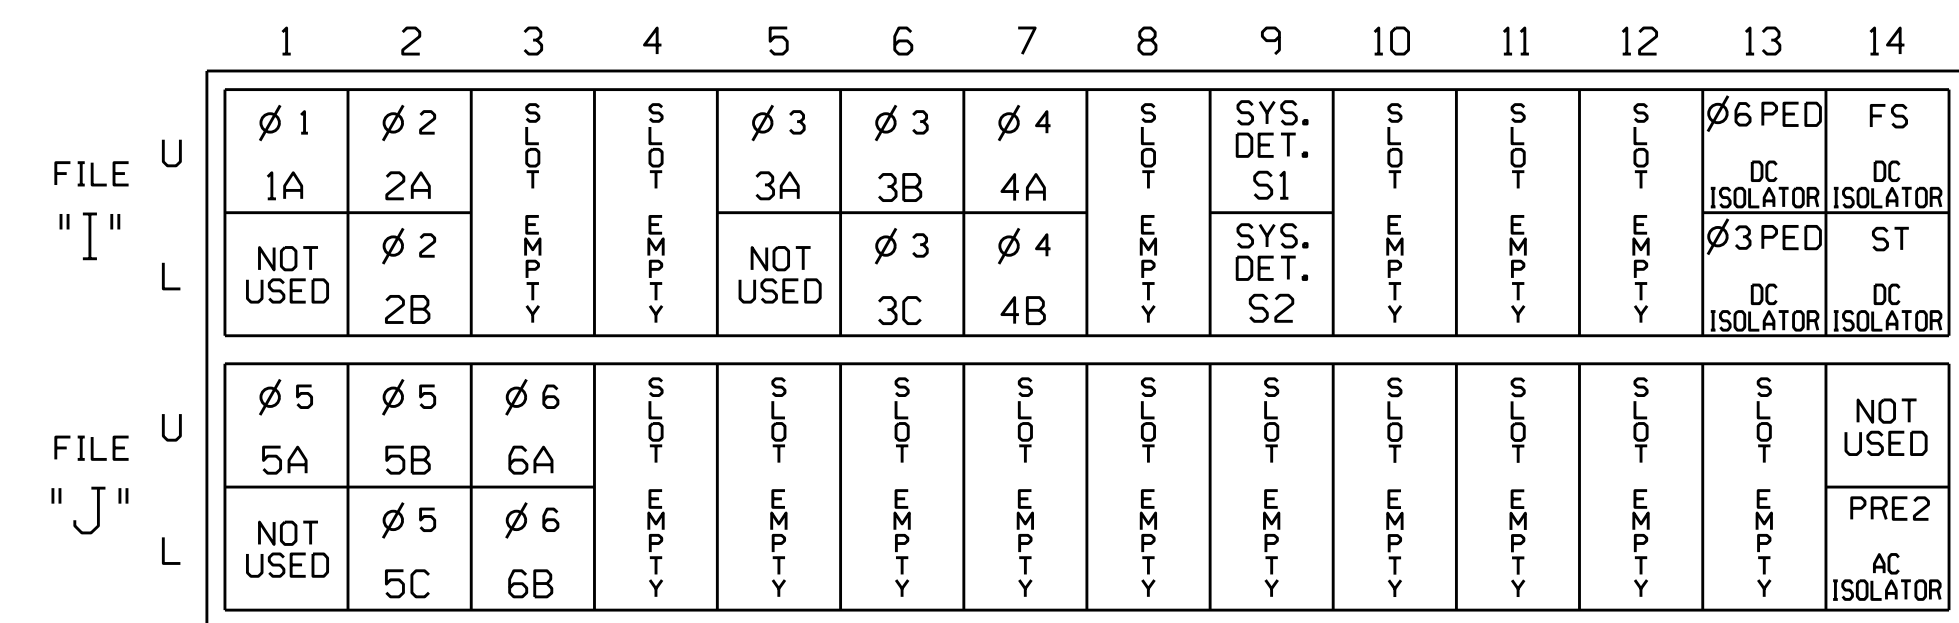 1 2 3 4 5 6 7 8 9 10 11 12 13 14
FILE "I"
U
L
Ø 1
1A
NOT
USED
Ø 2
2A
Ø 2
2B
SLOT EMPTY
SLOT EMPTY
Ø 3
3A
NOT
USED
Ø 3
3B
Ø 3
3C
Ø 4
4A
Ø 4
4B
SLOT EMPTY
SYS.
DET.
S1
SYS.
DET.
S2
SLOT EMPTY
SLOT EMPTY
SLOT EMPTY
Ø6 PED
DC
ISOLATOR
Ø3 PED
DC
ISOLATOR
FS
DC
ISOLATOR
ST
DC
ISOLATOR
FILE "J"
U
L
Ø 5
5A
NOT
USED
Ø 5
5B
Ø 5
5C
Ø 6
6A
Ø 6
6B
SLOT EMPTY
SLOT EMPTY
SLOT EMPTY
SLOT EMPTY
SLOT EMPTY
SLOT EMPTY
SLOT EMPTY
SLOT EMPTY
SLOT EMPTY
SLOT EMPTY
NOT
USED
PRE2
AC
ISOLATOR